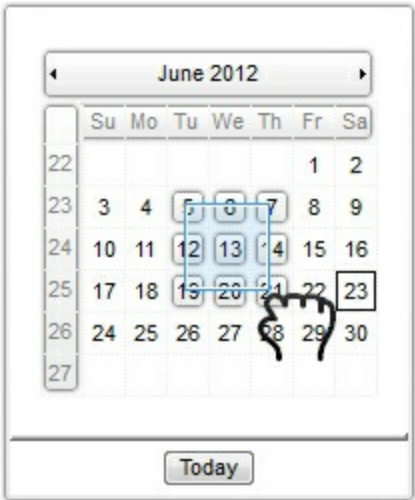 June 2012
Su Mo Tu We Th Fr Sa
22 1 2
23 3 4 5 6 7 8 9
24 10 11 12 13 14 15 16
25 17 18 19 20 21 22 23
26 24 25 26 27 28 29 30
27
Today